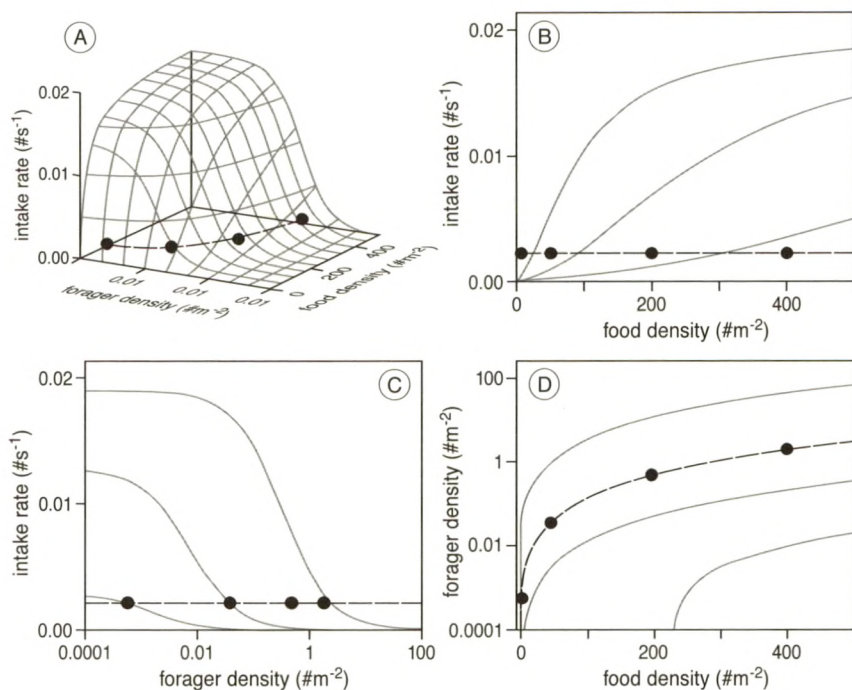 A
intake rate (#s-1)
0.02
0.01
0.00
0.01
0.01
0.01
forager density (#m-2)
0
200
400
food density (#m-2)
B
intake rate (#s-1)
0.02
0.01
0.00
0
200
400
food density (#m-2)
C
intake rate (#s-1)
0.02
0.01
0.00
0.0001
0.01
1
100
forager density (#m-2)
D
forager density (#m-2)
100
1
0.01
0.0001
0
200
400
food density (#m-2)